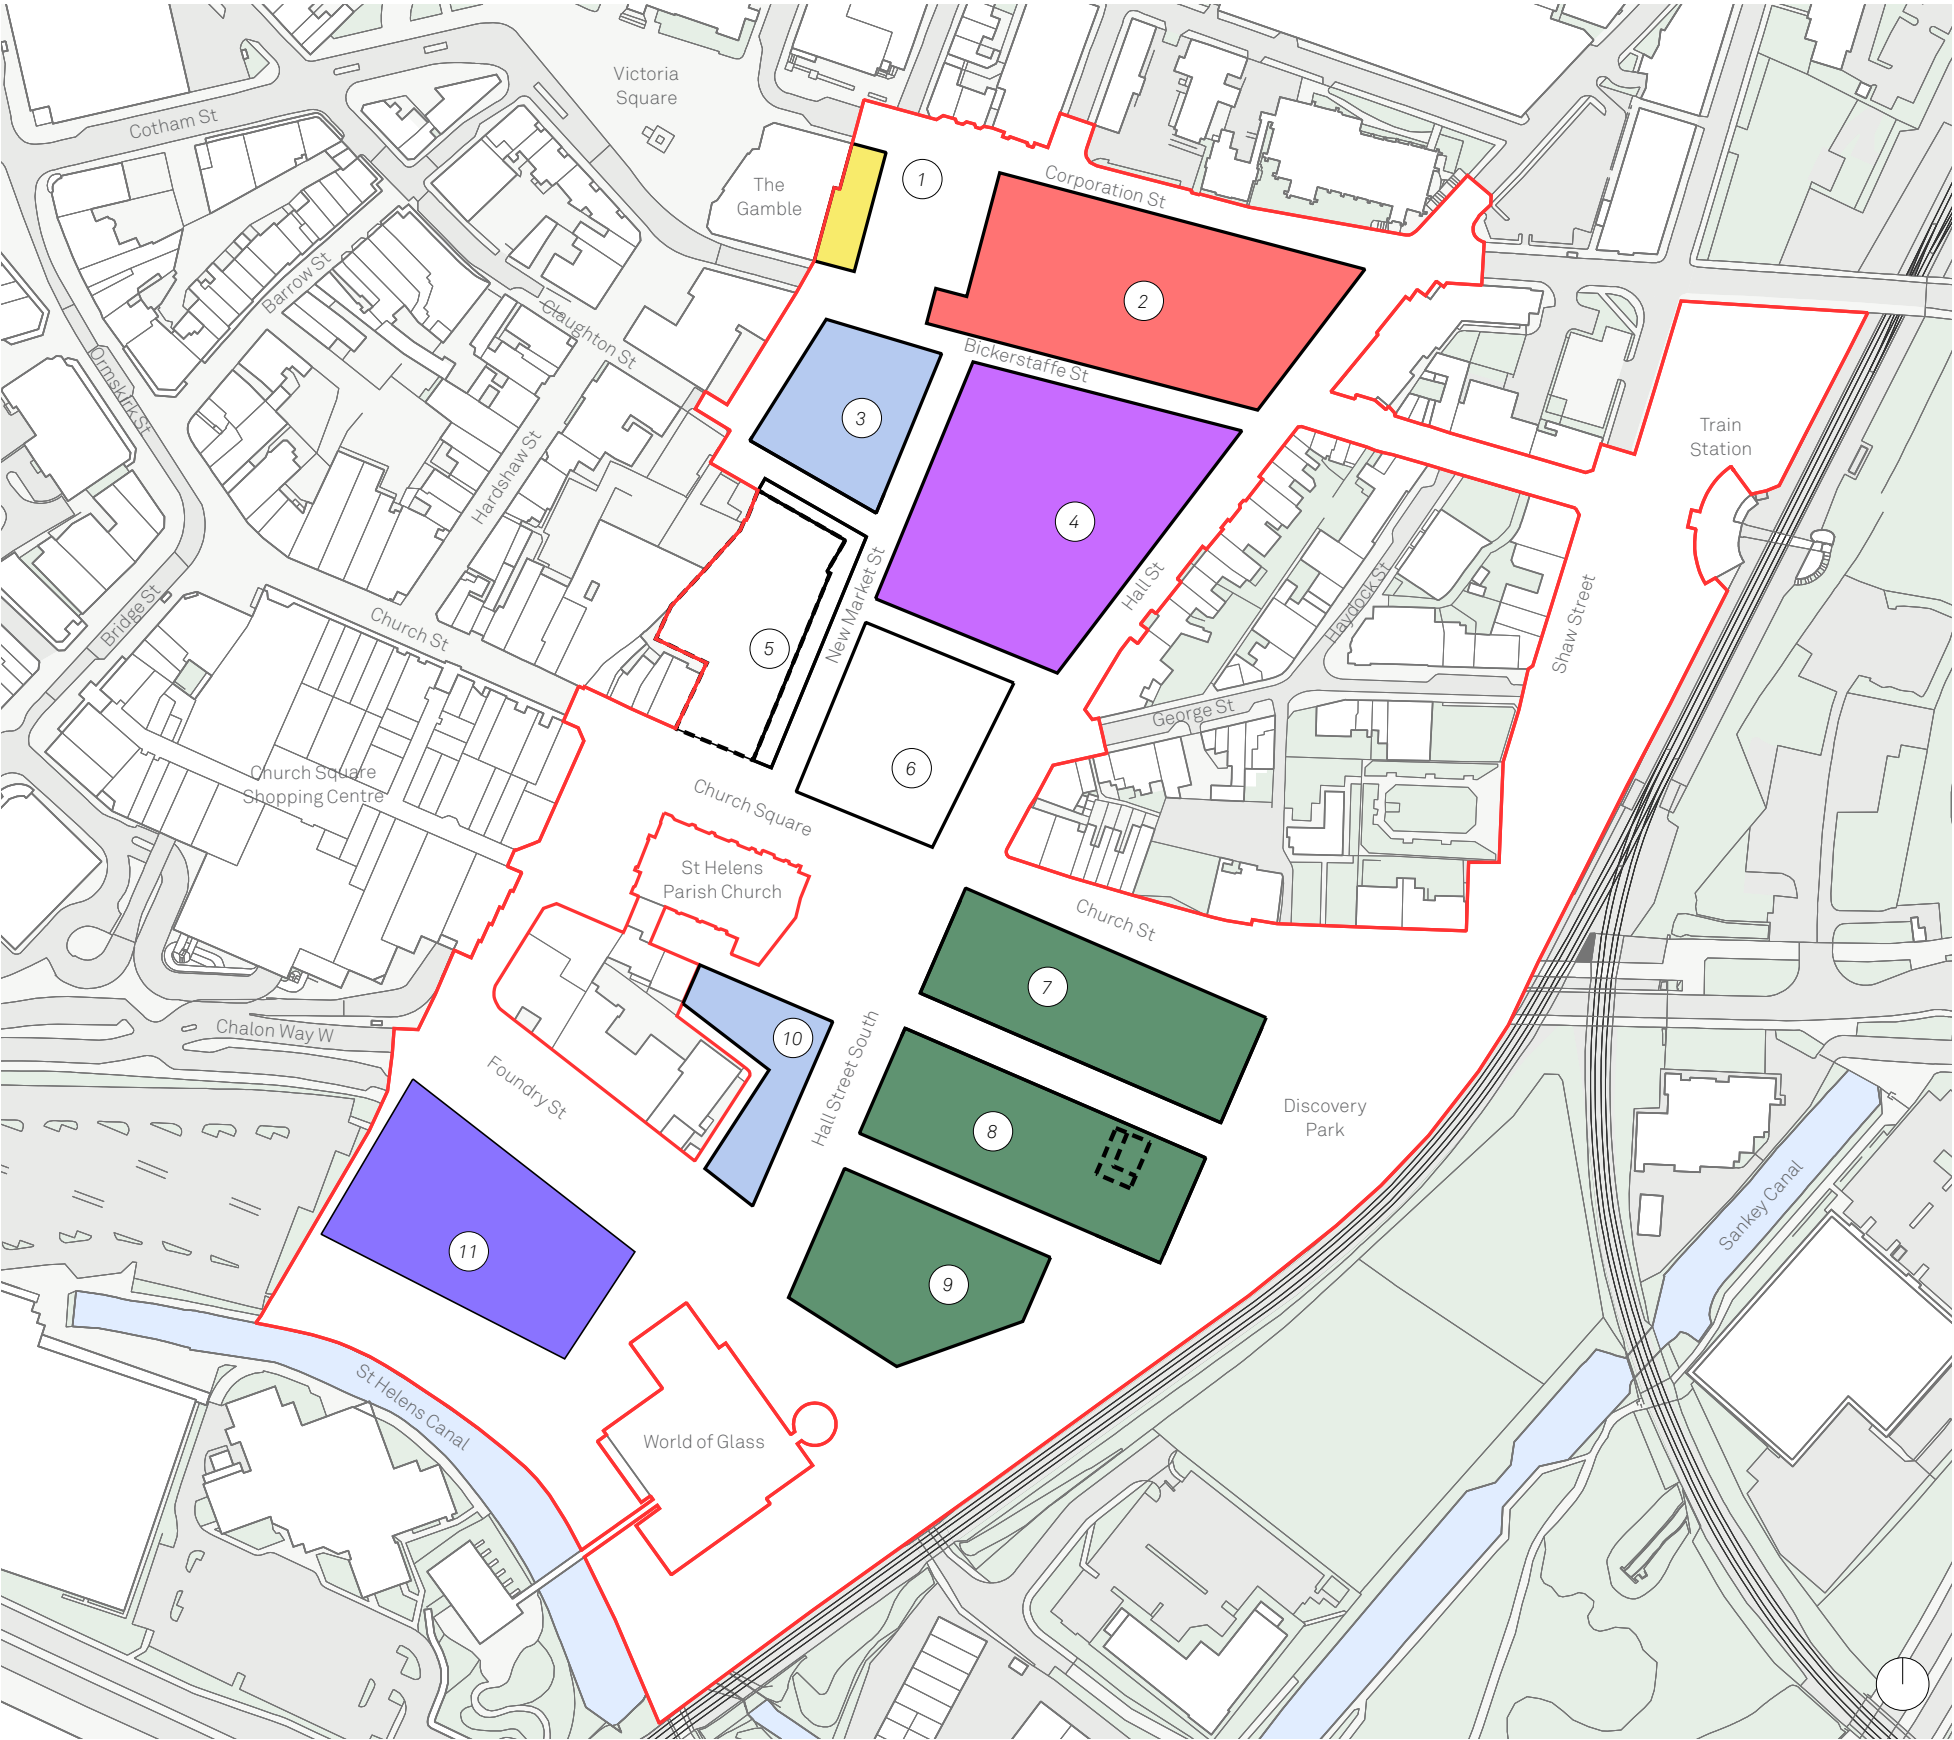 Victoria
Square
Cotham St
The
Gamble
1
Corporation St
Barrow St
2
Claughton St
Bickerstaffe St
Ormskirk St
3
Train
Station
Hardshaw St
4
New Market St
Hall St
Haydock St
Bridge St
Church St
5
Shaw Street
George St
6
Church Square
Shopping Centre
Church Square
St Helens
Parish Church
Church St
7
Chalon Way W
10
Hall Street South
Foundry St
Discovery
Park
8
Sankey Canal
11
9
St Helens Canal
World of Glass